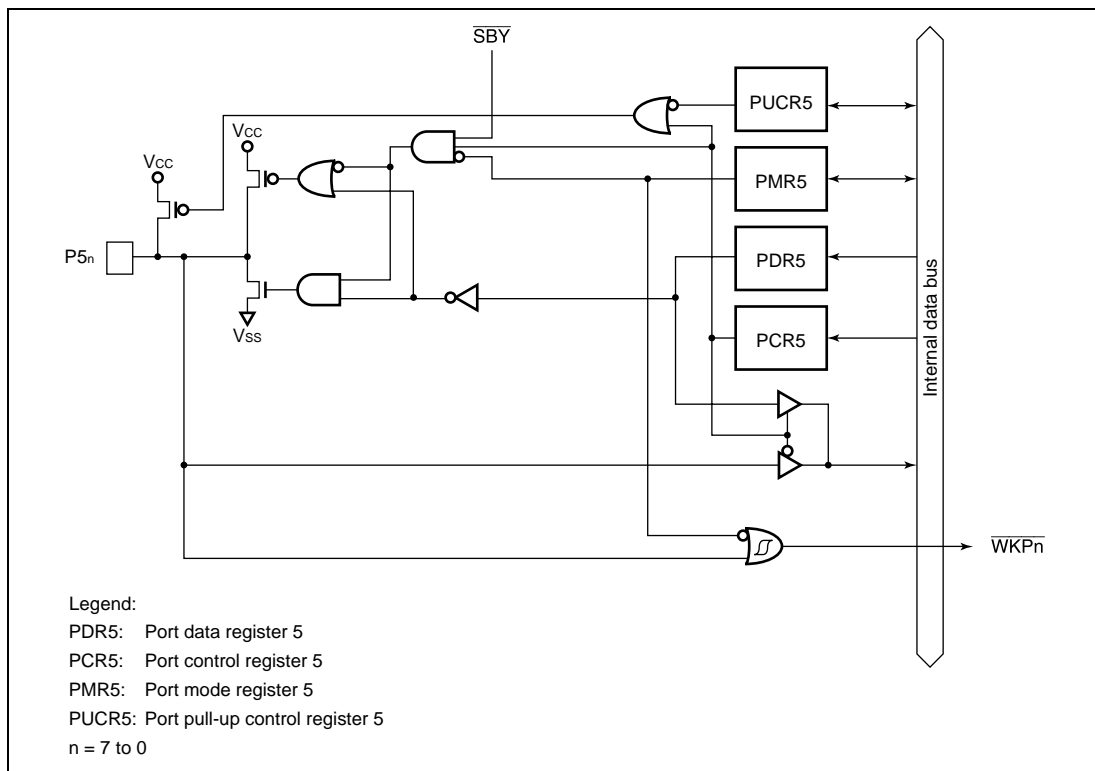 SBY
PUCR5
VCC
VCC
PMR5
P5n
PDR5
VSS
PCR5
Internal data bus
WKPn
Legend:
PDR5: Port data register 5
PCR5: Port control register 5
PMR5: Port mode register 5
PUCR5: Port pull-up control register 5
n = 7 to 0